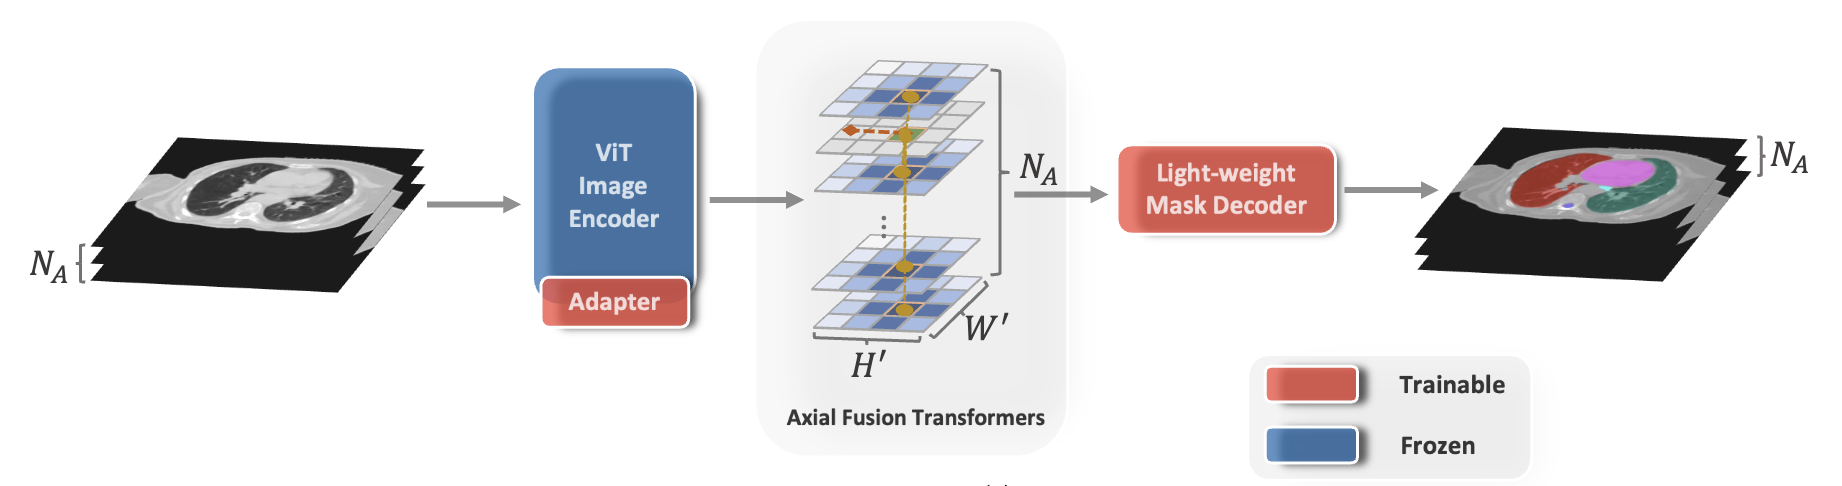 N_A
ViT
Image
Encoder
Adapter
N_A
W′
H′
Axial Fusion Transformers
Light-weight
Mask Decoder
N_A
Trainable
Frozen